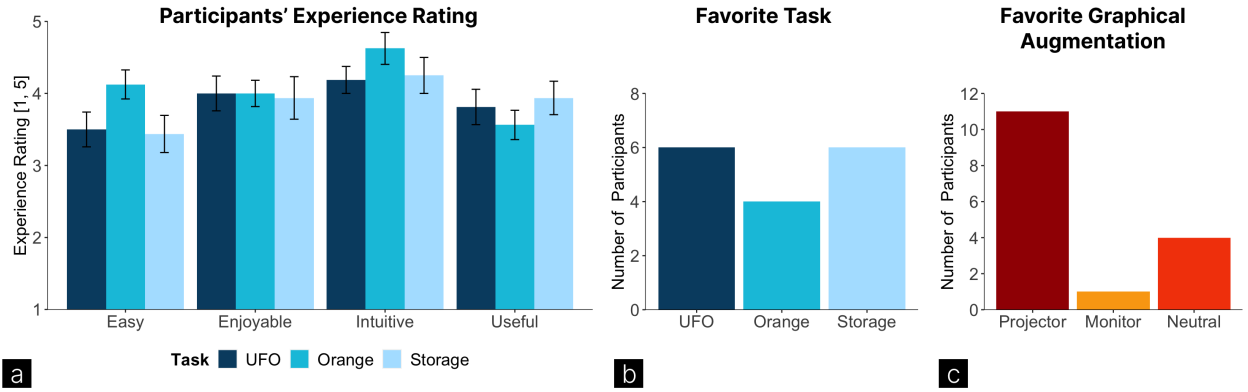 Participants’ Experience Rating
Experience Rating [1, 5]
5
4
3
2
1
Easy Enjoyable Intuitive Useful
Task UFO Orange Storage
a
Favorite Task
Number of Participants
8
6
4
2
0
UFO Orange Storage
b
Favorite Graphical
Augmentation
Number of Participants
12
10
8
6
4
2
0
Projector Monitor Neutral
c